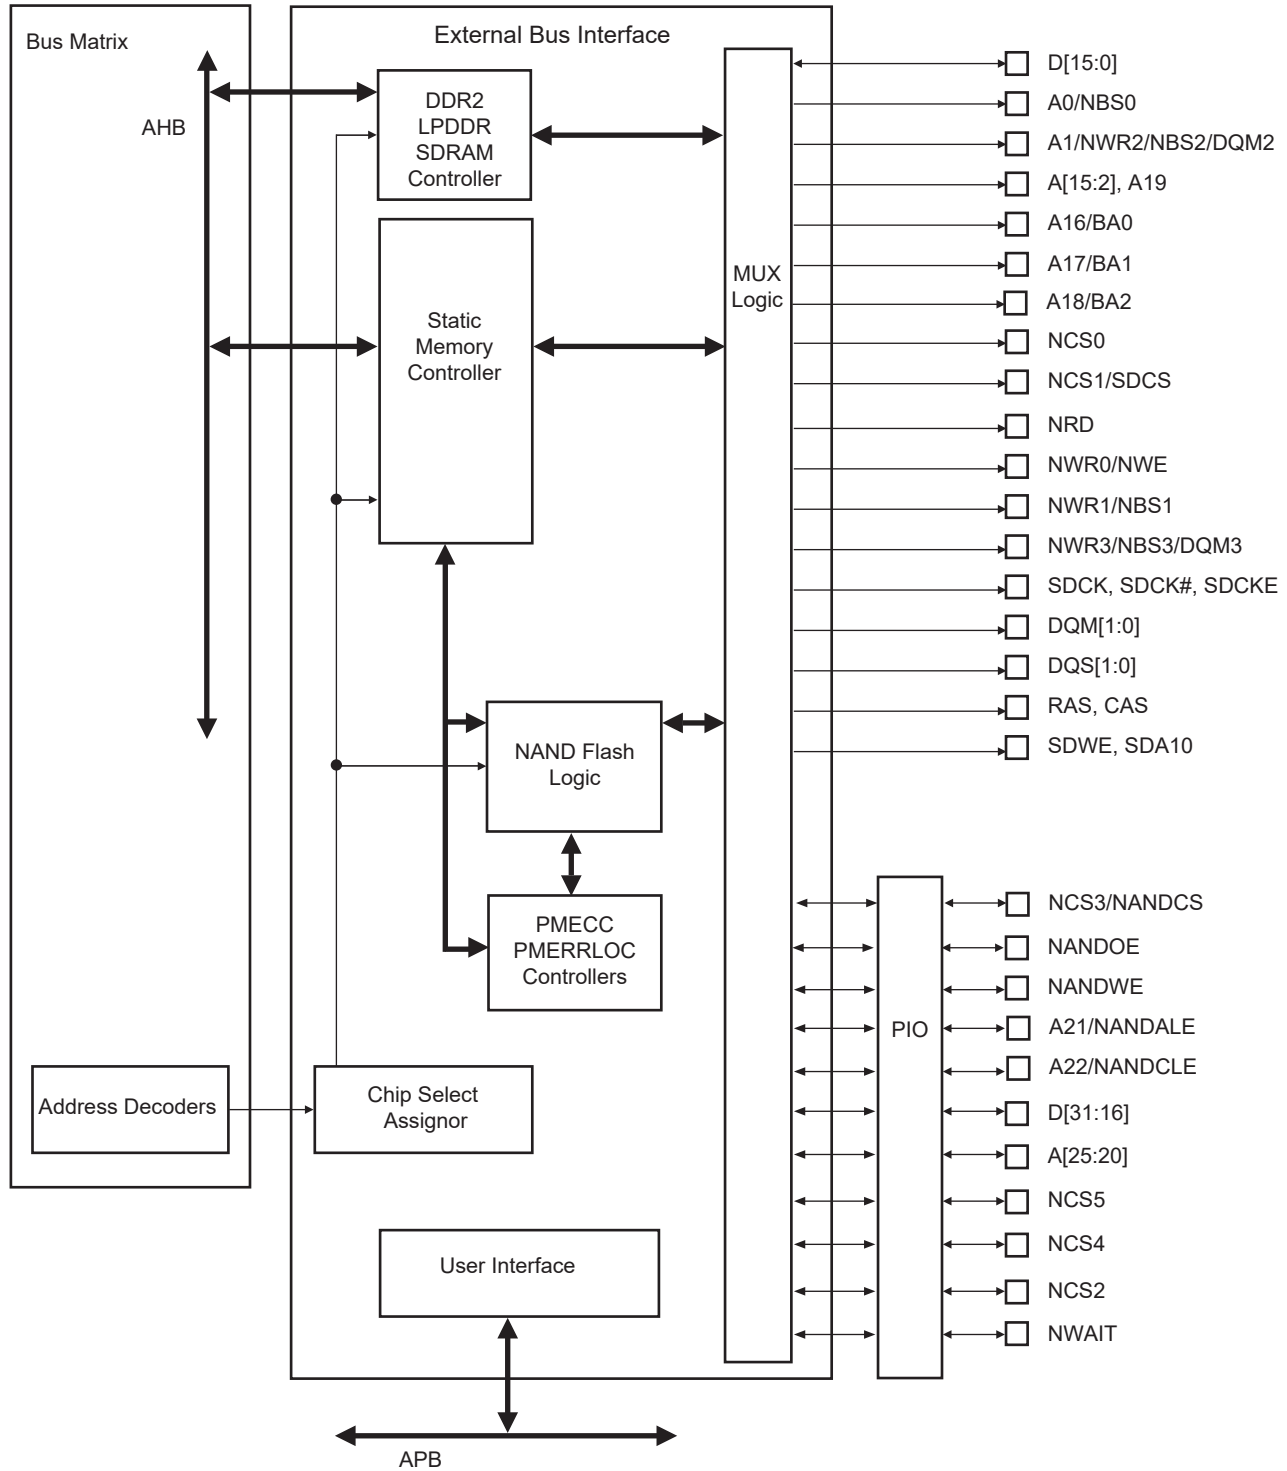 Bus Matrix
External Bus Interface
AHB
DDR2
LPDDR
SDRAM
Controller
Static
Memory
Controller
NAND Flash
Logic
PMECC
PMERRLOC
Controllers
Address Decoders
Chip Select
Assignor
User Interface
APB
MUX
Logic
PIO
D[15:0]
A0/NBS0
A1/NWR2/NBS2/DQM2
A[15:2], A19
A16/BA0
A17/BA1
A18/BA2
NCS0
NCS1/SDCS
NRD
NWR0/NWE
NWR1/NBS1
NWR3/NBS3/DQM3
SDCK, SDCK#, SDCKE
DQM[1:0]
DQS[1:0]
RAS, CAS
SDWE, SDA10
NCS3/NANDCS
NANDOE
NANDWE
A21/NANDALE
A22/NANDCLE
D[31:16]
A[25:20]
NCS5
NCS4
NCS2
NWAIT